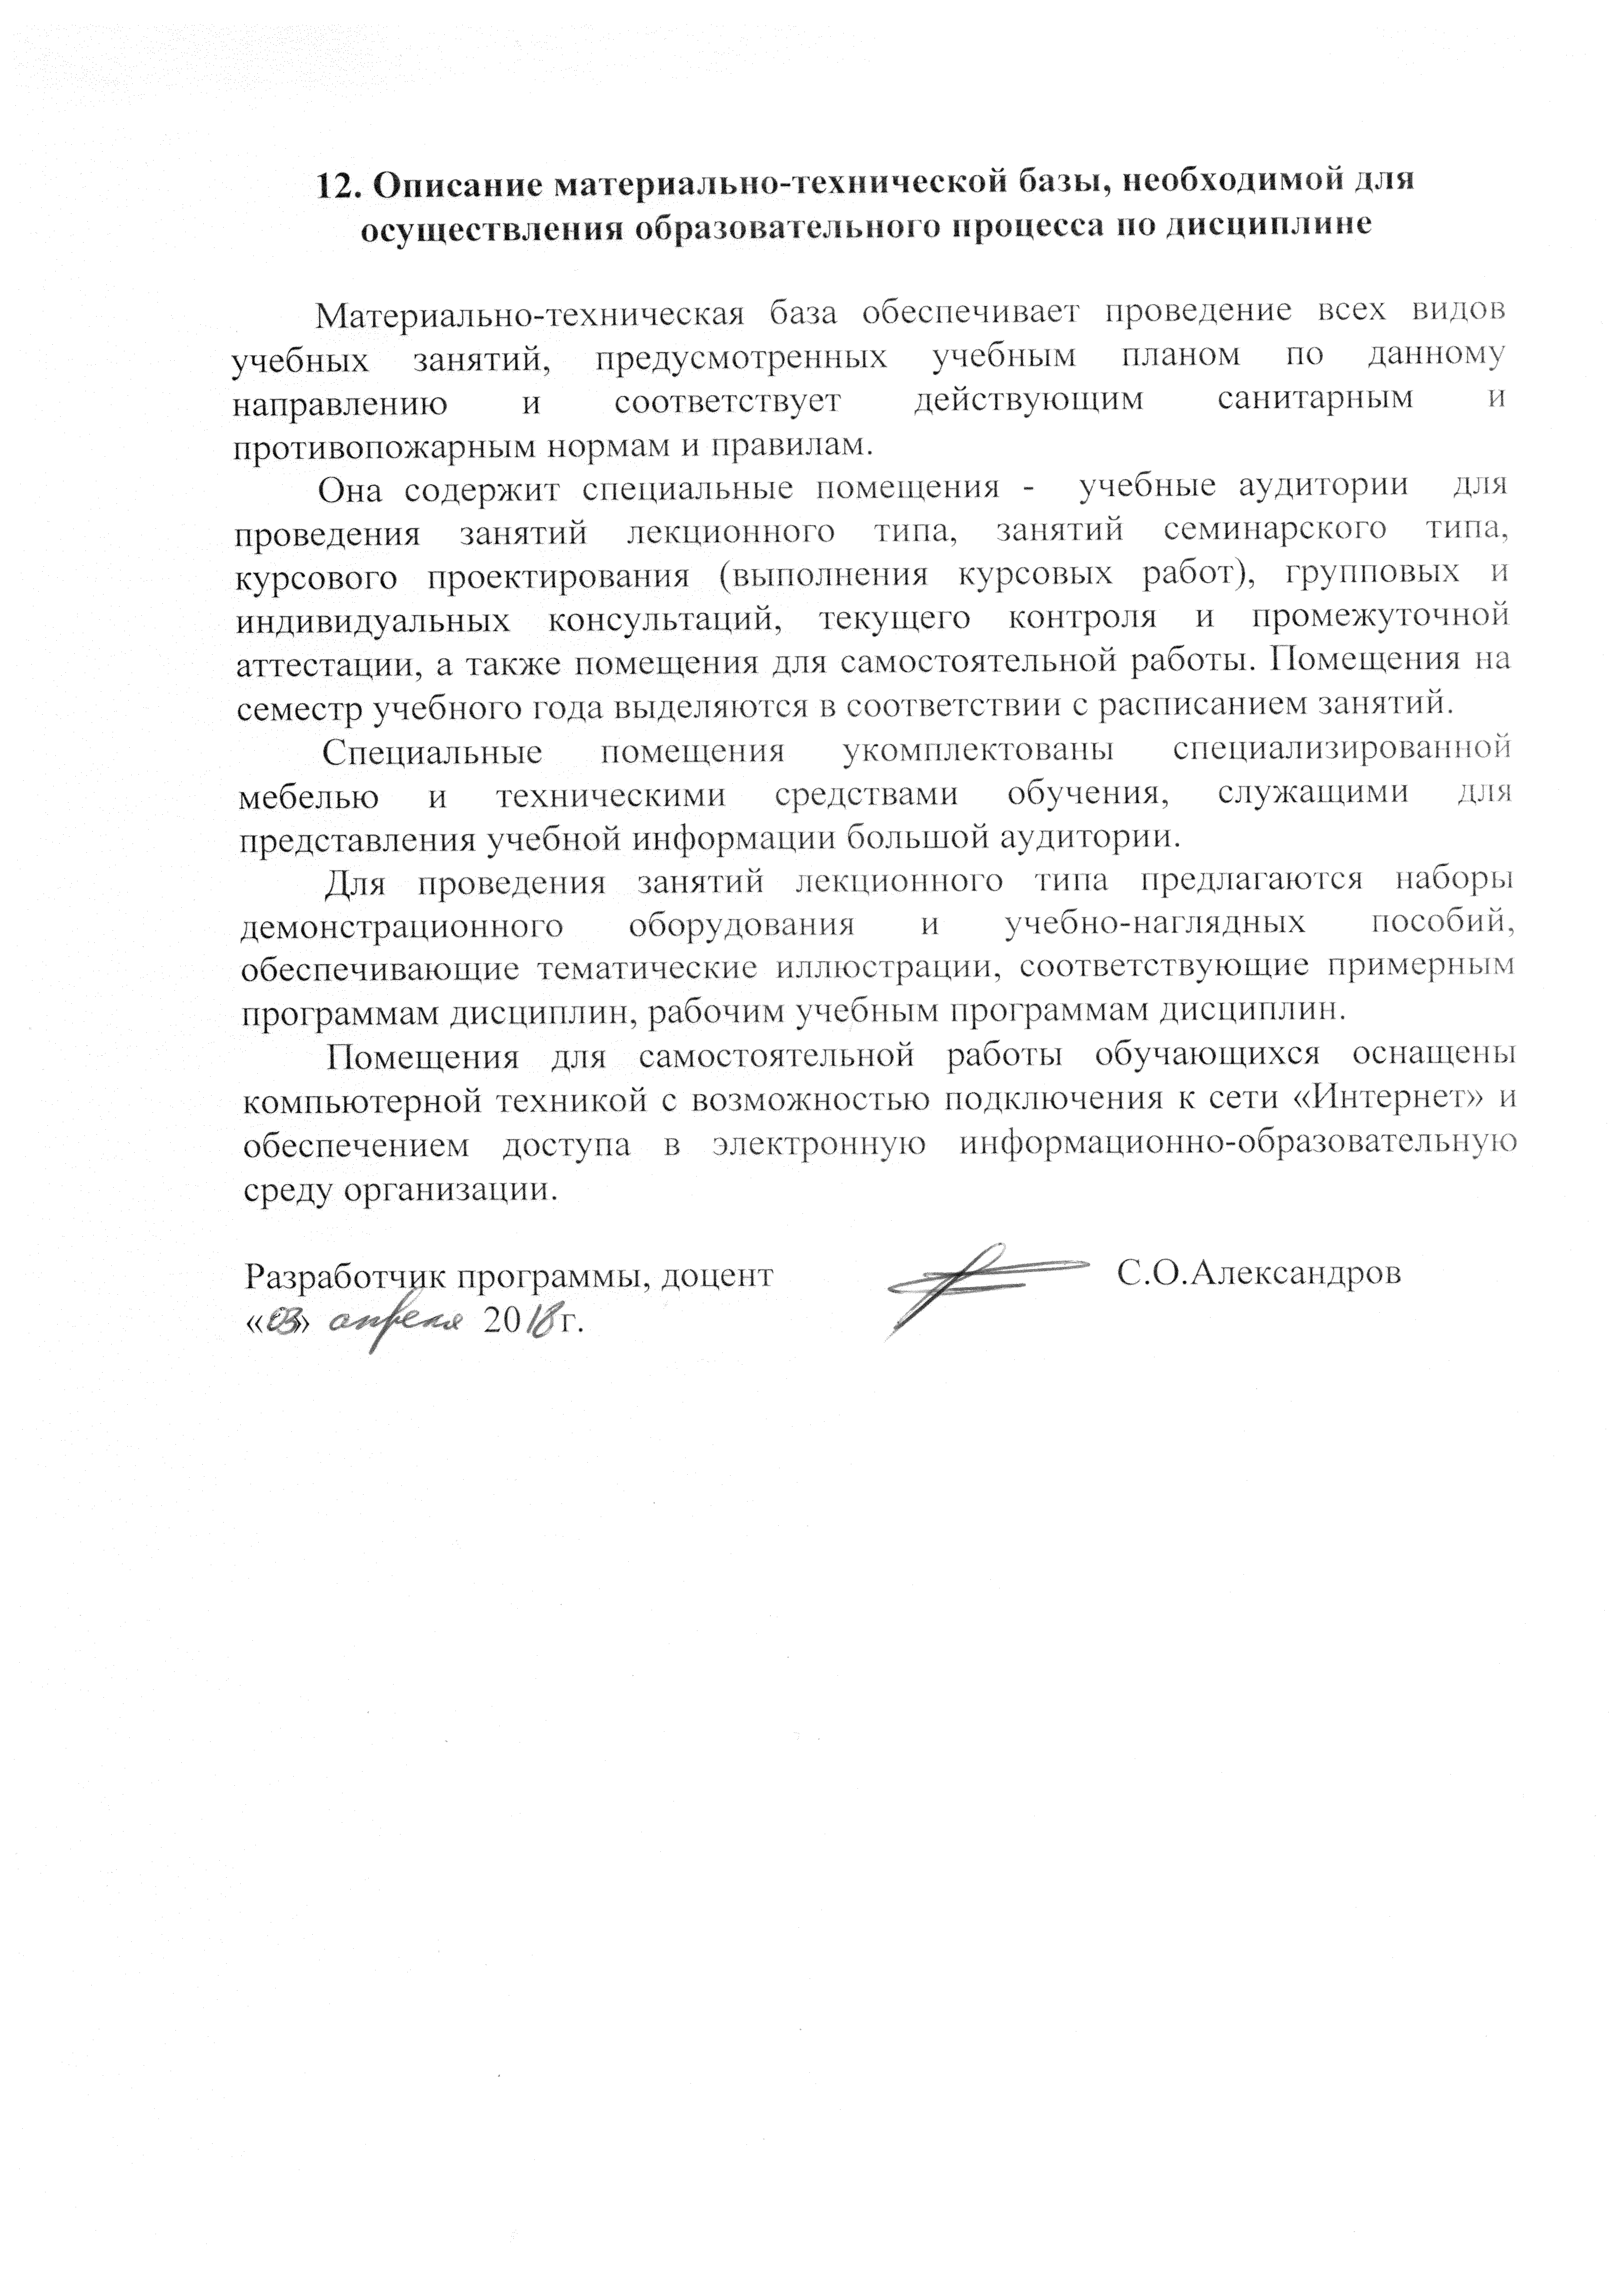 12. Описание материально-технической базы, необходимой для
осуществления образовательного процесса по дисциплине
Материально-техническая база обеспечивает проведение всех видов
учебных занятий, предусмотренных учебным планом по данному
направлению и соответствует действующим санитарным и
противопожарным нормам и правилам.
Она содержит специальные помещения - учебные аудитории для
проведения занятий лекционного типа, занятий семинарского типа,
курсового проектирования (выполнения курсовых работ), групповых и
индивидуальных консультаций, текущего контроля и промежуточной
аттестации, а также помещения для самостоятельной работы. Помещения на
семестр учебного года выделяются в соответствии с расписанием занятий.
Специальные помещения укомплектованы специализированной
мебелью и техническими средствами обучения, служащими для
представления учебной информации большой аудитории.
Для проведения занятий лекционного типа предлагаются наборы
демонстрационного оборудования и учебно-наглядных пособий,
обеспечивающие тематические иллюстрации, соответствующие примерным
программам дисциплин, рабочим учебным программам дисциплин.
Помещения для самостоятельной работы обучающихся оснащены
компьютерной техникой с возможностью подключения к сети «Интернет» и
обеспечением доступа в электронную информационно-образовательную
среду организации.
Разработчик программы, доцент С.О.Александров
«03» апреля 2018г.